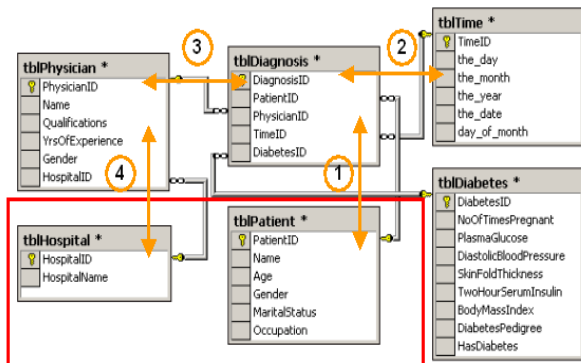 tblPhysician *
PhysicianID
Name
Qualifications
YrsOfExperience
Gender
HospitalID
3
tblDiagnosis *
DiagnosisID
PatientID
PhysicianID
TimeID
DiabetesID
2
tblTime *
TimeID
the_day
the_month
the_year
the_date
day_of_month
4
1
tblHospital *
HospitalID
HospitalName
tblPatient *
PatientID
Name
Age
Gender
MaritalStatus
Occupation
tblDiabetes *
DiabetesID
NoOfTimesPregnant
PlasmaGlucose
DiastolicBloodPressure
SkinFoldThickness
TwoHourSerumInsulin
BodyMassIndex
DiabetesPedigree
HasDiabetes